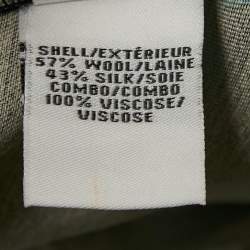 SHELL/EXTÉRIEUR
57% WOOL/LAINE
43% SILK/SOIE
COMBO/COMBO
100% VISCOSE/
VISCOSE